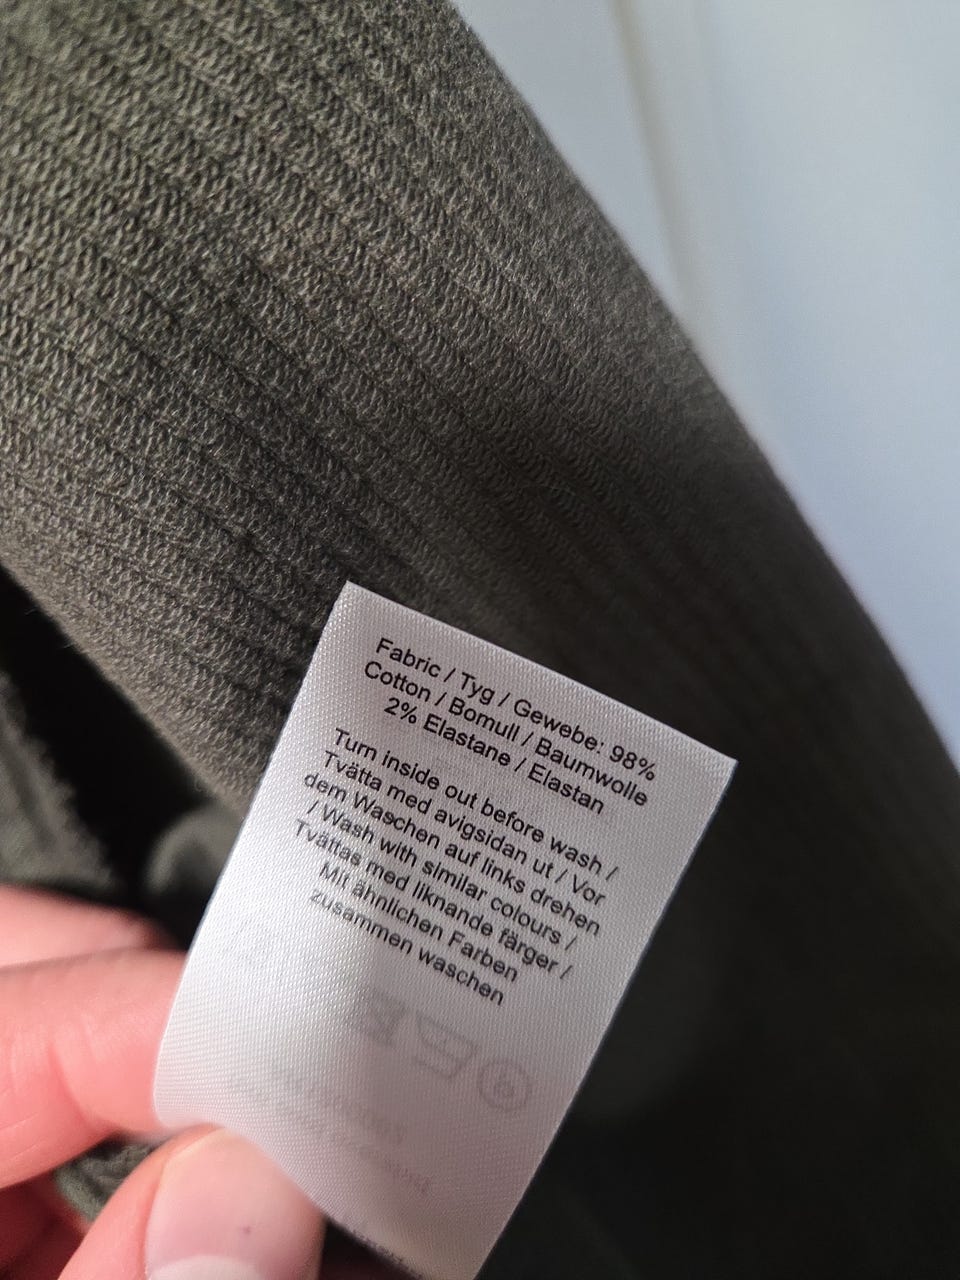 Fabric / Tyg / Gewebe: 98%
Cotton / Bomull / Baumwolle
2% Elastane / Elastan
Turn inside out before wash /
Tvätta med avigsidan ut / Vor
dem Waschen auf links drehen
/ Wash with similar colours /
Tvättas med liknande färger /
Mit ähnlichen Farben
zusammen waschen